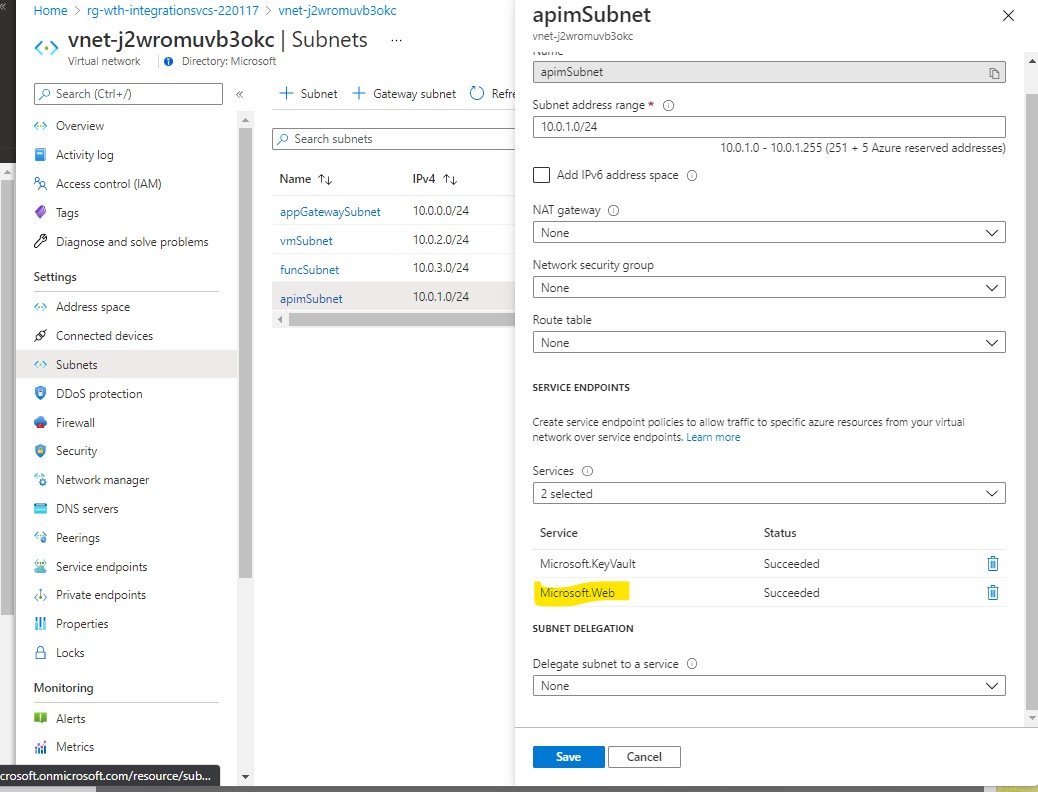 Home > rg-wth-integrationsvcs-220117 > vnet-j2wromuvb3okc
vnet-j2wromuvb3okc | Subnets ...
Virtual network
Directory: Microsoft
Search (Ctrl+/)
«
Overview
Activity log
Access control (IAM)
Tags
Diagnose and solve problems
Settings
Address space
Connected devices
Subnets
DDoS protection
Firewall
Security
Network manager
DNS servers
Peerings
Service endpoints
Private endpoints
Properties
Locks
Monitoring
Alerts
Metrics
crosoft.onmicrosoft.com/resource/sub...
+ Subnet + Gateway subnet Refre
Search subnets
Name ↑↓ IPv4 ↑↓
appGatewaySubnet 10.0.0.0/24
vmSubnet 10.0.2.0/24
funcSubnet 10.0.3.0/24
apimSubnet 10.0.1.0/24
apimSubnet
vnet-j2wromuvb3okc
Name
apimSubnet
Subnet address range *
10.0.1.0/24
10.0.1.0 - 10.0.1.255 (251 + 5 Azure reserved addresses)
Add IPv6 address space
NAT gateway
None
Network security group
None
Route table
None
SERVICE ENDPOINTS
Create service endpoint policies to allow traffic to specific azure resources from your virtual
network over service endpoints. Learn more
Services
2 selected
Service Status
Microsoft.KeyVault Succeeded
Microsoft.Web Succeeded
SUBNET DELEGATION
Delegate subnet to a service
None
Save Cancel